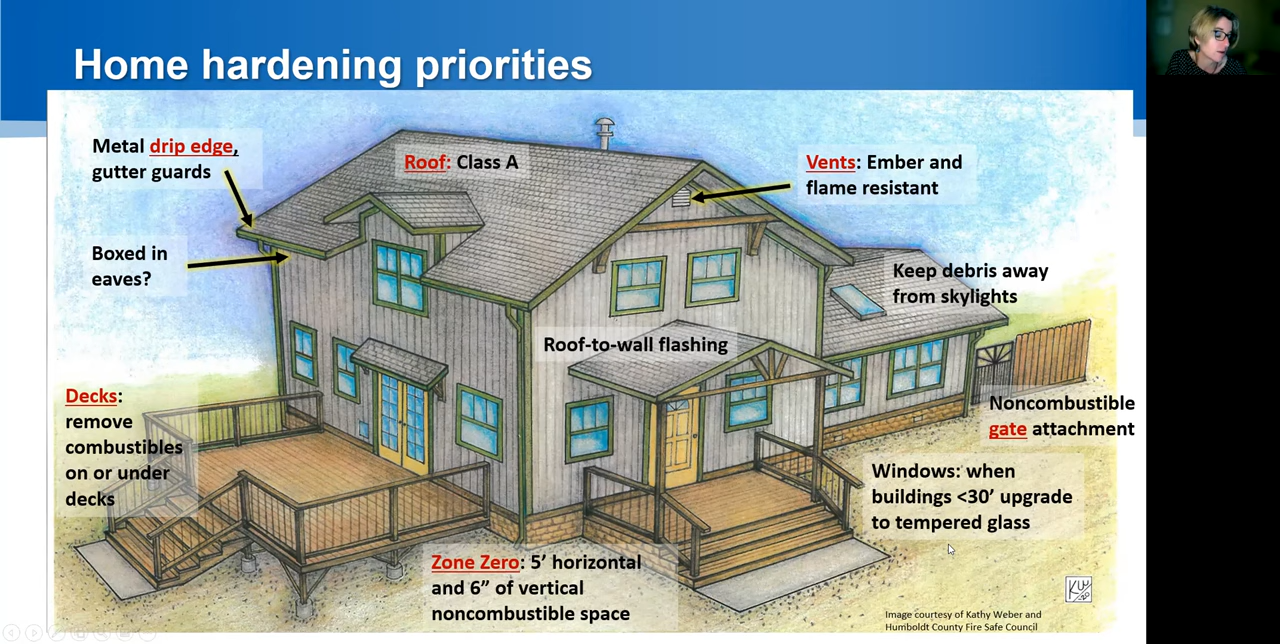 Home hardening priorities
Metal drip edge,
gutter guards
Roof: Class A
Vents: Ember and
flame resistant
Boxed in
eaves?
Keep debris away
from skylights
Roof-to-wall flashing
Decks:
remove
combustibles
on or under
decks
Noncombustible
gate attachment
Windows: when
buildings <30’ upgrade
to tempered glass
Zone Zero: 5’ horizontal
and 6” of vertical
noncombustible space
Image courtesy of Kathy Weber and
Humboldt County Fire Safe Council